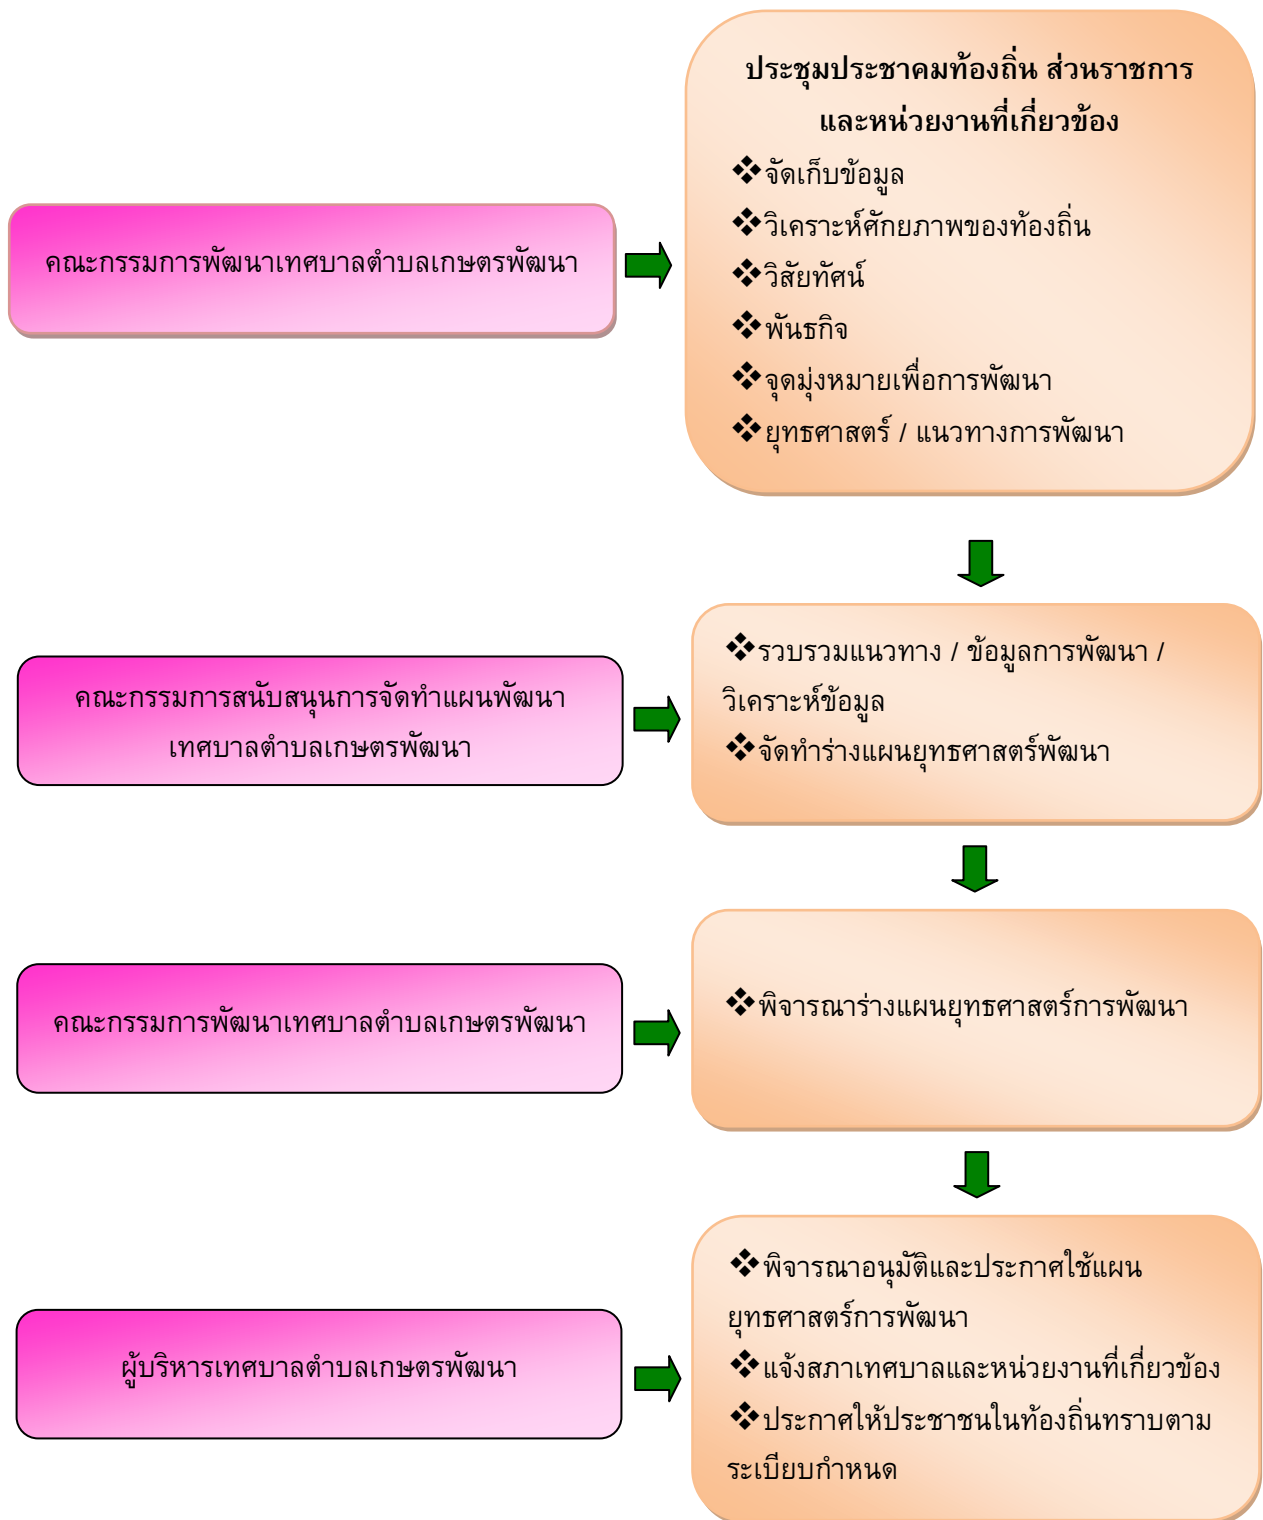 ประชุมประชาคมท้องถิ่น ส่วนราชการ
และหน่วยงานที่เกี่ยวข้อง
❖จัดเก็บข้อมูล
❖วิเคราะห์ศักยภาพของท้องถิ่น
❖วิสัยทัศน์
❖พันธกิจ
❖จุดมุ่งหมายเพื่อการพัฒนา
❖ยุทธศาสตร์ / แนวทางการพัฒนา
คณะกรรมการพัฒนาเทศบาลตำบลเกษตรพัฒนา
คณะกรรมการสนับสนุนการจัดทำแผนพัฒนา
เทศบาลตำบลเกษตรพัฒนา
❖รวบรวมแนวทาง / ข้อมูลการพัฒนา /
วิเคราะห์ข้อมูล
❖จัดทำร่างแผนยุทธศาสตร์พัฒนา
คณะกรรมการพัฒนาเทศบาลตำบลเกษตรพัฒนา
❖พิจารณาร่างแผนยุทธศาสตร์การพัฒนา
ผู้บริหารเทศบาลตำบลเกษตรพัฒนา
❖พิจารณาอนุมัติและประกาศใช้แผน
ยุทธศาสตร์การพัฒนา
❖แจ้งสภาเทศบาลและหน่วยงานที่เกี่ยวข้อง
❖ประกาศให้ประชาชนในท้องถิ่นทราบตาม
ระเบียบกำหนด